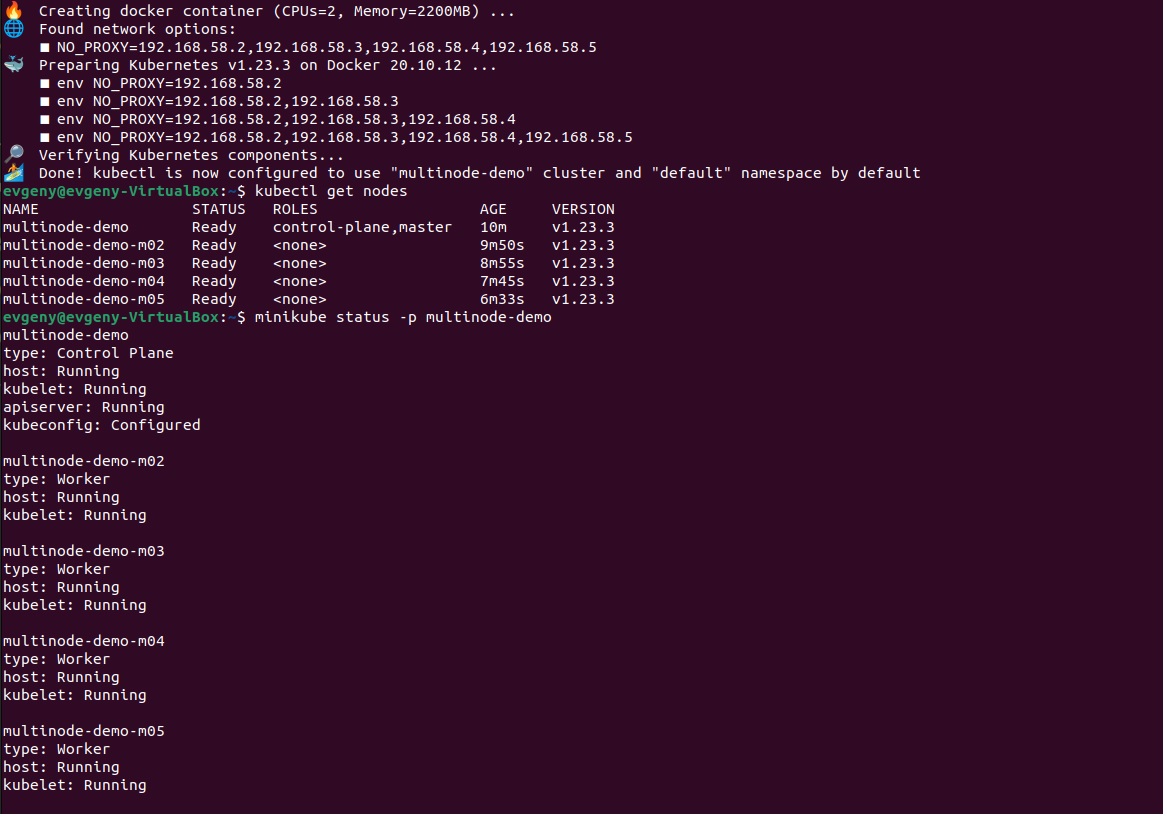 Creating docker container (CPUs=2, Memory=2200MB) ...
Found network options:
■ NO_PROXY=192.168.58.2,192.168.58.3,192.168.58.4,192.168.58.5
Preparing Kubernetes v1.23.3 on Docker 20.10.12 ...
■ env NO_PROXY=192.168.58.2
■ env NO_PROXY=192.168.58.2,192.168.58.3
■ env NO_PROXY=192.168.58.2,192.168.58.3,192.168.58.4
■ env NO_PROXY=192.168.58.2,192.168.58.3,192.168.58.4,192.168.58.5
Verifying Kubernetes components...
Done! kubectl is now configured to use "multinode-demo" cluster and "default" namespace by default
evgeny@evgeny-VirtualBox:~$ kubectl get nodes
NAME STATUS ROLES AGE VERSION
multinode-demo Ready control-plane,master 10m v1.23.3
multinode-demo-m02 Ready <none> 9m50s v1.23.3
multinode-demo-m03 Ready <none> 8m55s v1.23.3
multinode-demo-m04 Ready <none> 7m45s v1.23.3
multinode-demo-m05 Ready <none> 6m33s v1.23.3
evgeny@evgeny-VirtualBox:~$ minikube status -p multinode-demo
multinode-demo
type: Control Plane
host: Running
kubelet: Running
apiserver: Running
kubeconfig: Configured
multinode-demo-m02
type: Worker
host: Running
kubelet: Running
multinode-demo-m03
type: Worker
host: Running
kubelet: Running
multinode-demo-m04
type: Worker
host: Running
kubelet: Running
multinode-demo-m05
type: Worker
host: Running
kubelet: Running